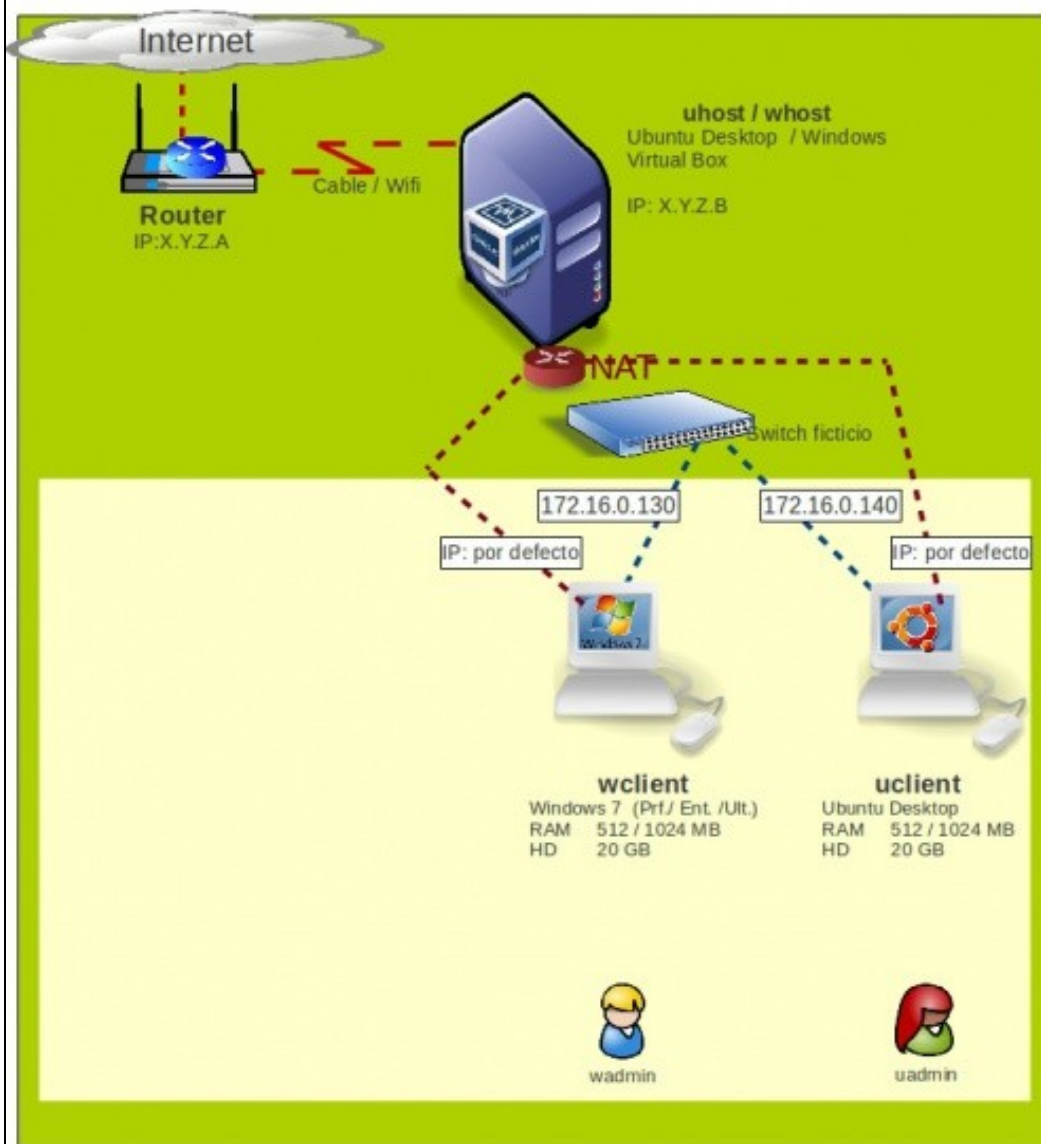 Internet
Router
IP:X.Y.Z.A
Cable / Wifi
uhost / whost
Ubuntu Desktop / Windows
Virtual Box
IP: X.Y.Z.B
NAT
Switch ficticio
172.16.0.130
172.16.0.140
IP: por defecto
IP: por defecto
Windows 7
wclient
Windows 7 (Prf./ Ent. /Ult.)
RAM 512 / 1024 MB
HD 20 GB
uclient
Ubuntu Desktop
RAM 512 / 1024 MB
HD 20 GB
wadmin
uadmin